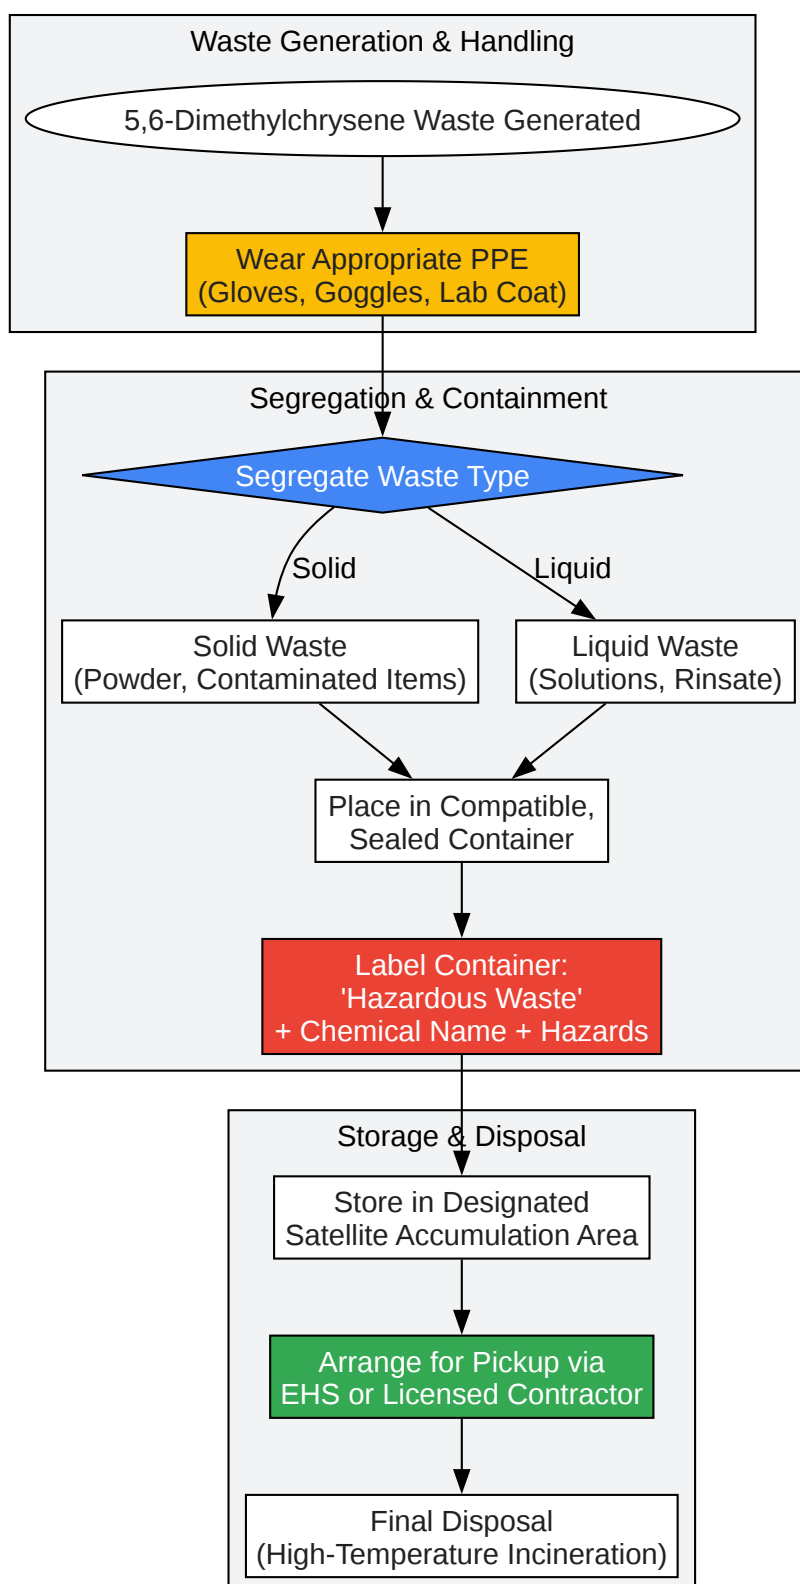 Waste Generation & Handling
5,6-Dimethylchrysene Waste Generated
Wear Appropriate PPE
(Gloves, Goggles, Lab Coat)
Segregation & Containment
Segregate Waste Type
Solid
Liquid
Solid Waste
(Powder, Contaminated Items)
Liquid Waste
(Solutions, Rinsate)
Place in Compatible,
Sealed Container
Label Container:
'Hazardous Waste'
+ Chemical Name + Hazards
Storage & Disposal
Store in Designated
Satellite Accumulation Area
Arrange for Pickup via
EHS or Licensed Contractor
Final Disposal
(High-Temperature Incineration)